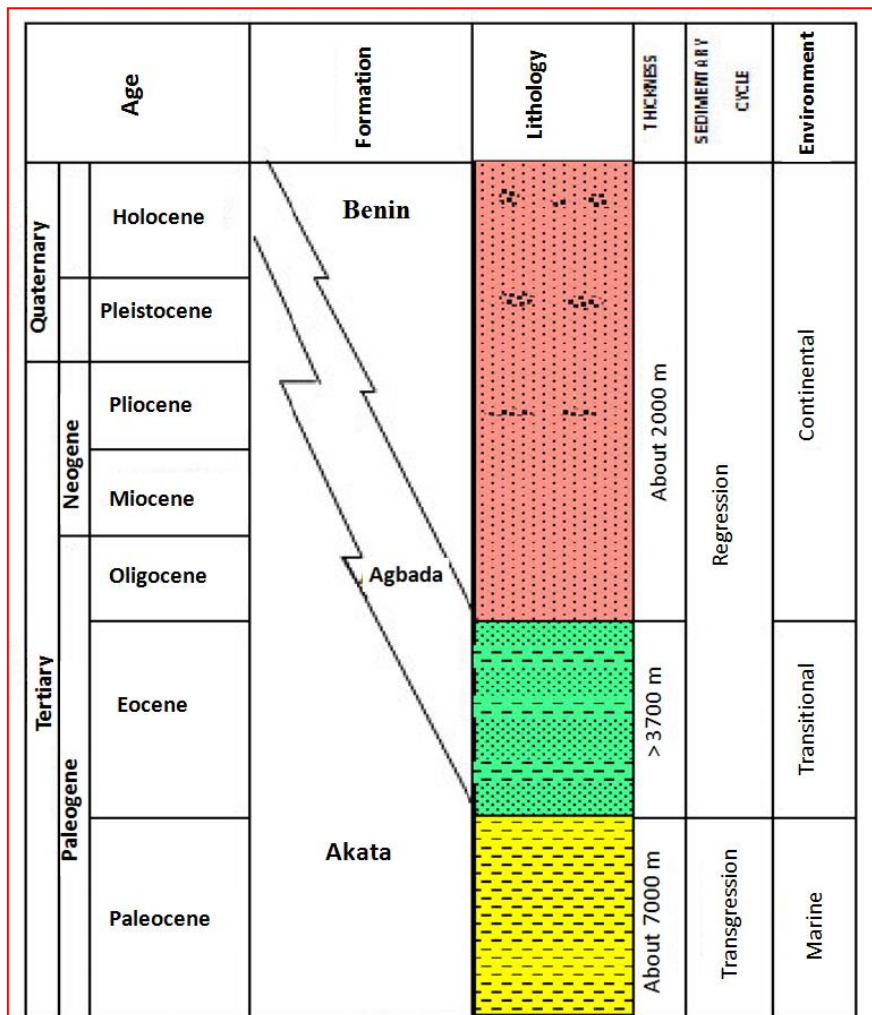 Age
Formation
Lithology
THICKNESS
SEDIMENTARY
CYCLE
Environment
Quaternary
Tertiary
Neogene
Paleogene
Holocene
Pleistocene
Pliocene
Miocene
Oligocene
Eocene
Paleocene
Benin
Agbada
Akata
About 2000 m
> 3700 m
About 7000 m
Regression
Transgression
Continental
Transitional
Marine